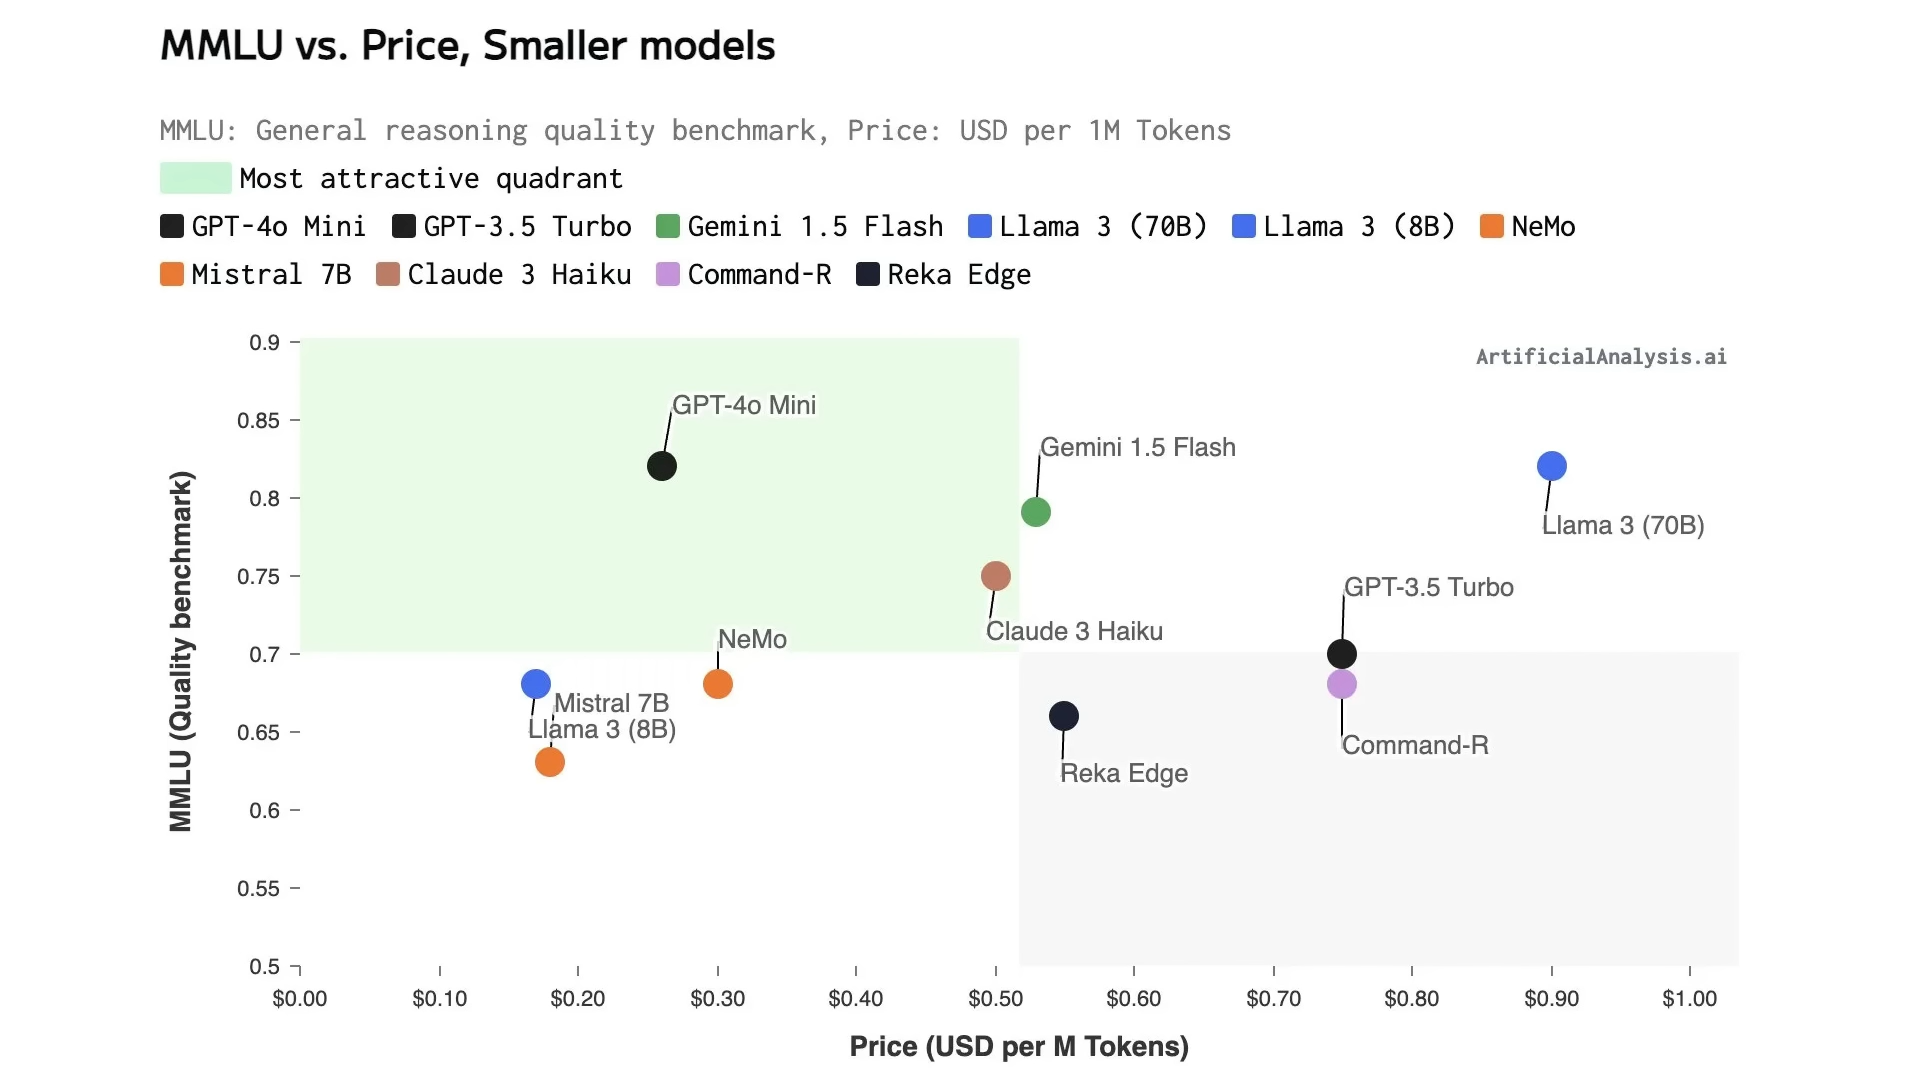 MMLU vs. Price, Smaller models
MMLU: General reasoning quality benchmark, Price: USD per 1M Tokens
Most attractive quadrant
GPT-4o Mini GPT-3.5 Turbo Gemini 1.5 Flash Llama 3 (70B) Llama 3 (8B) NeMo
Mistral 7B Claude 3 Haiku Command-R Reka Edge
ArtificialAnalysis.ai
MMLU (Quality benchmark)
0.9
0.85
0.8
0.75
0.7
0.65
0.6
0.55
0.5
GPT-4o Mini
Gemini 1.5 Flash
Llama 3 (70B)
GPT-3.5 Turbo
Claude 3 Haiku
NeMo
Mistral 7B
Llama 3 (8B)
Command-R
Reka Edge
$0.00 $0.10 $0.20 $0.30 $0.40 $0.50 $0.60 $0.70 $0.80 $0.90 $1.00
Price (USD per M Tokens)